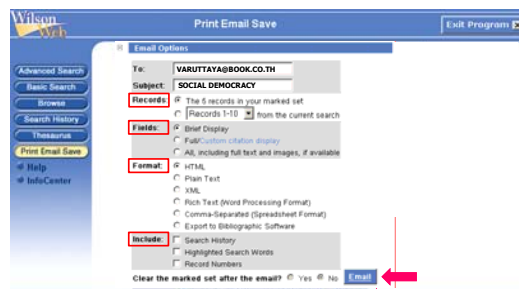 Wilson
Web
Print Email Save
Exit Program
Email Options
Advanced Search
Basic Search
Browse
Search History
Thesaurus
Print Email Save
Help
InfoCenter
To: VARUTTAYA@BOOK.CO.TH
Subject: SOCIAL DEMOCRACY
Records: The 6 records in your marked set
Records 1-10 from the current search
Fields: Brief Display
Full/Custom citation display
All, including full text and images, if available
Format: HTML
Plain Text
XML
Rich Text (Word Processing Format)
Comma-Separated (Spreadsheet Format)
Export to Bibliographic Software
Include: Search History
Highlighted Search Words
Record Numbers
Clear the marked set after the email? Yes No Email